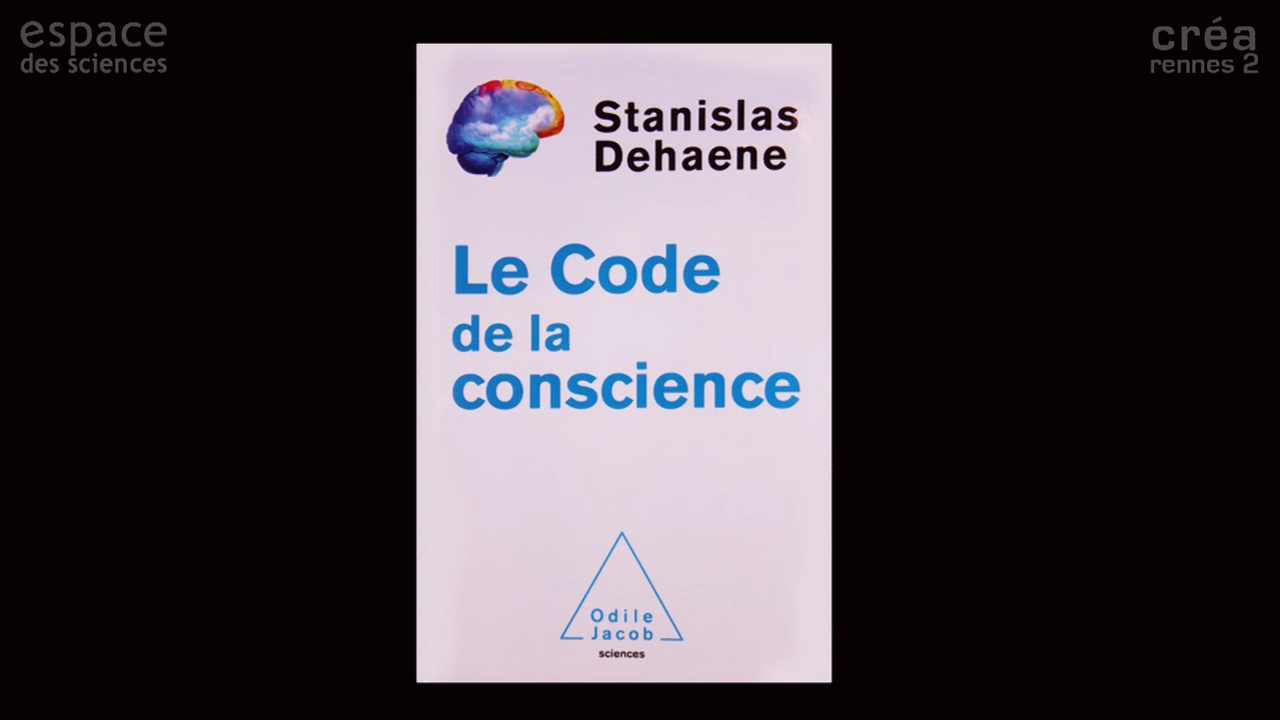 espace
des sciences
créa
rennes 2
Stanislas
Dehaene
Le Code
de la
conscience
Odile
Jacob
sciences